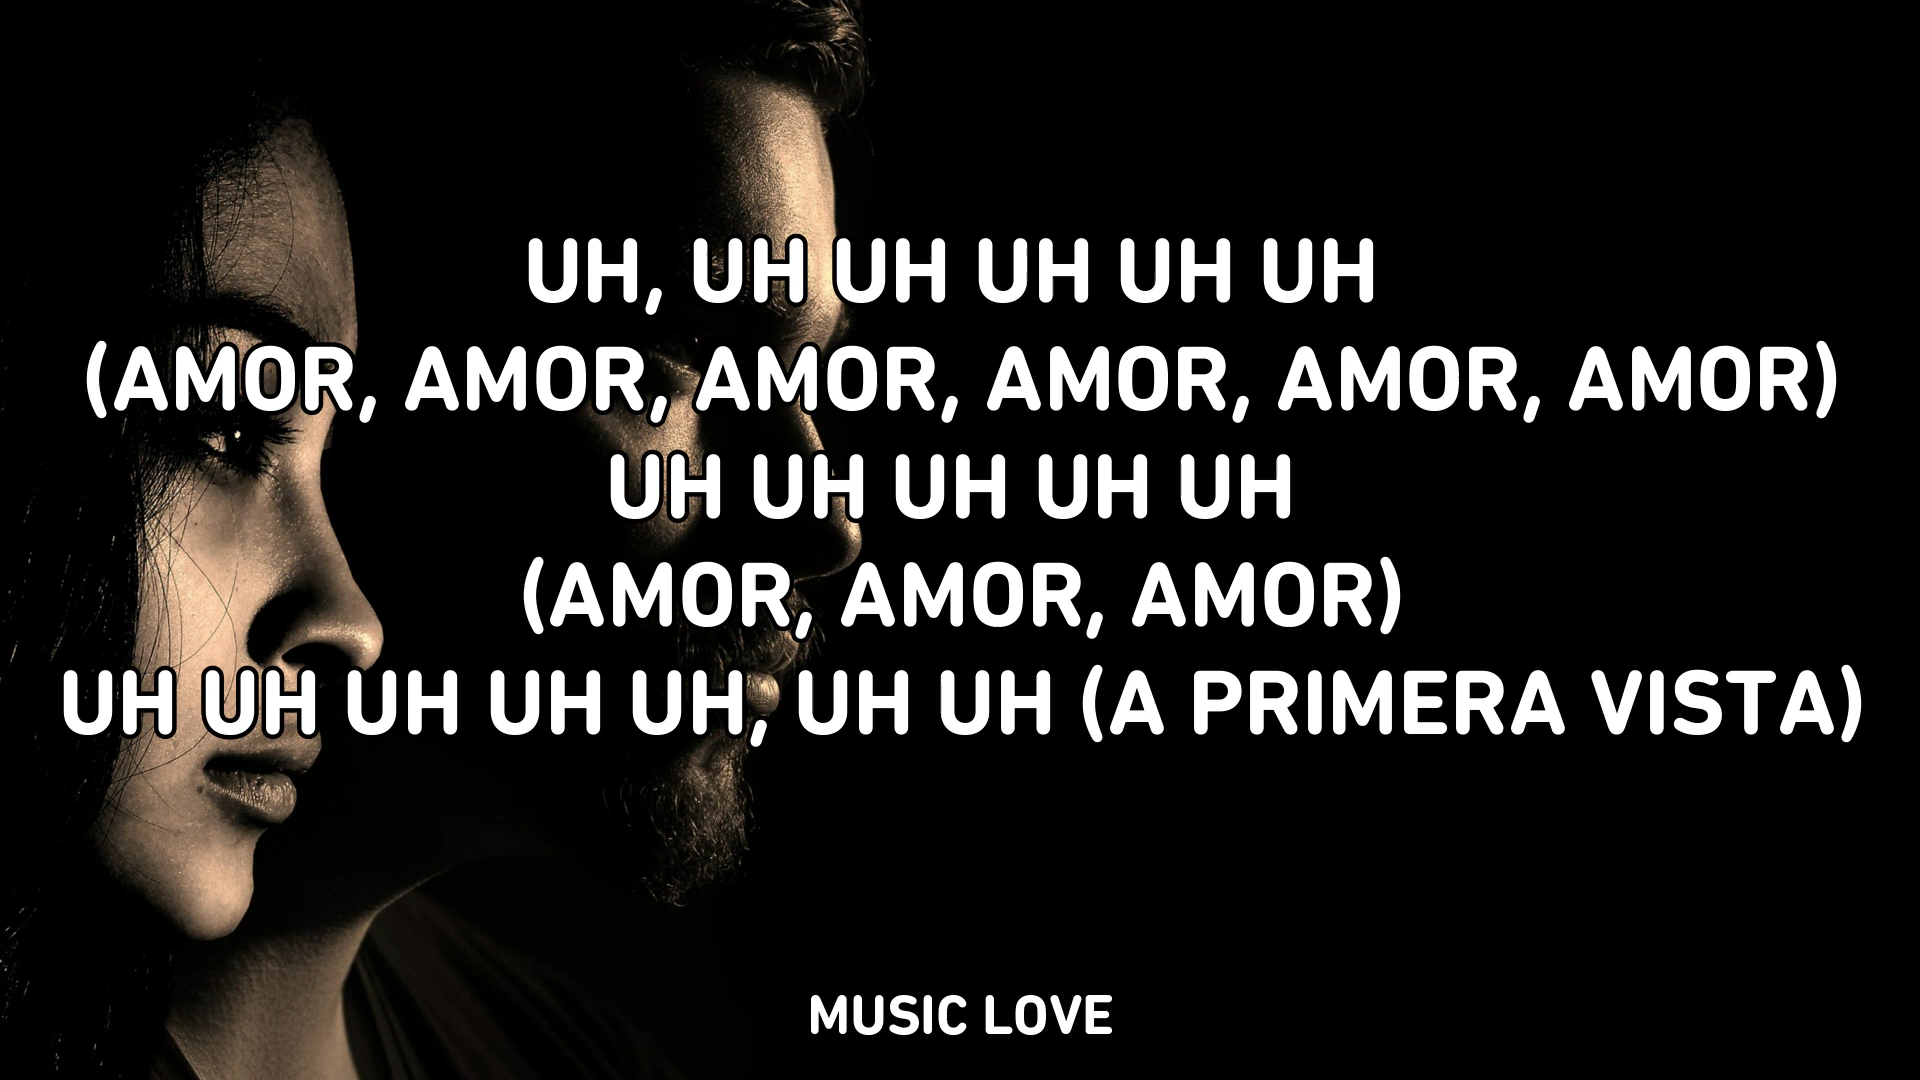 UH, UH UH UH UH UH
(AMOR, AMOR, AMOR, AMOR, AMOR, AMOR)
UH UH UH UH UH
(AMOR, AMOR, AMOR)
UH UH UH UH UH, UH UH (A PRIMERA VISTA)
MUSIC LOVE